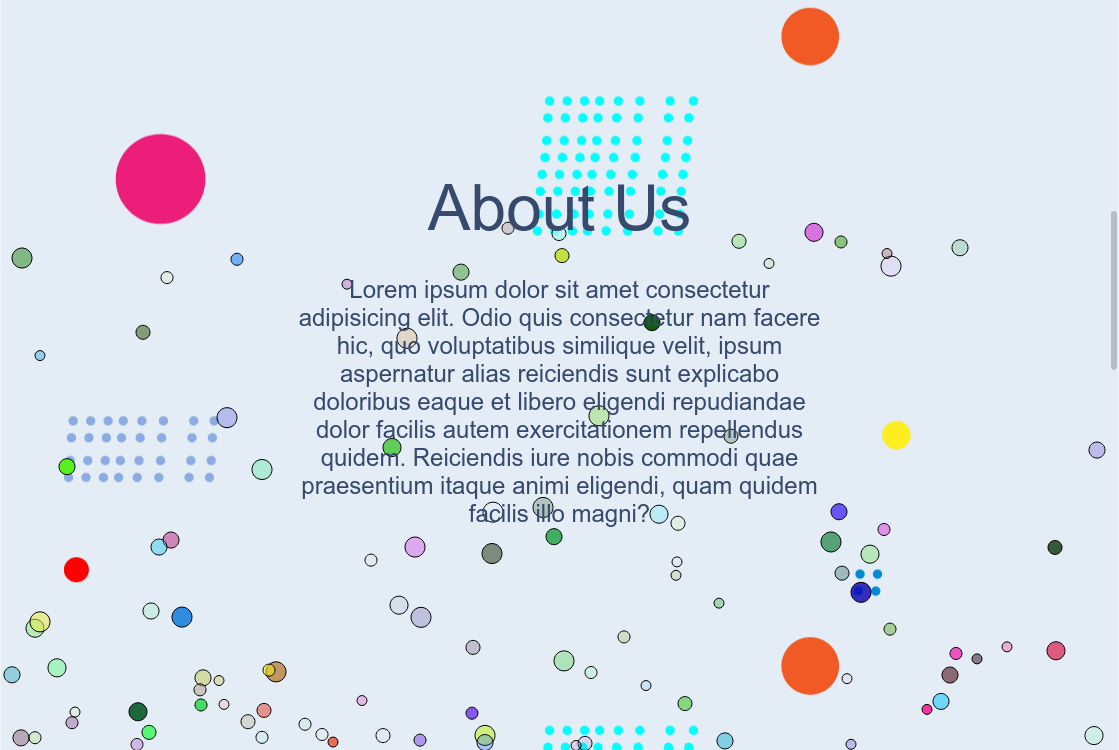 About Us
Lorem ipsum dolor sit amet consectetur
adipisicing elit. Odio quis consectetur nam facere
hic, quo voluptatibus similique velit, ipsum
aspernatur alias reiciendis sunt explicabo
doloribus eaque et libero eligendi repudiandae
dolor facilis autem exercitationem repellendus
quidem. Reiciendis iure nobis commodi quae
praesentium itaque animi eligendi, quam quidem
facilis illo magni?